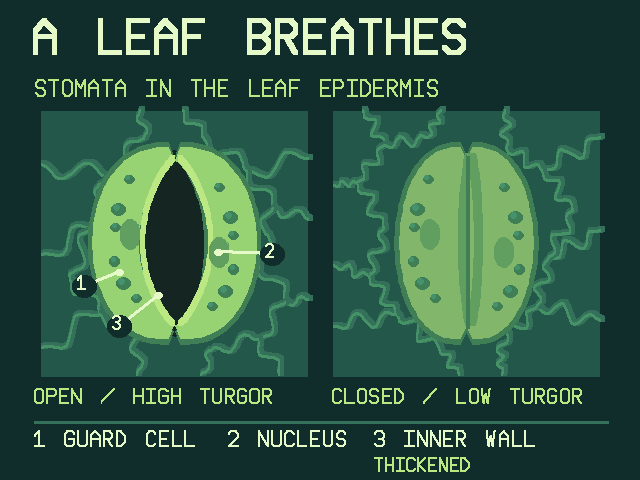 A LEAF BREATHES
STOMATA IN THE LEAF EPIDERMIS
1
2
3
OPEN / HIGH TURGOR
CLOSED / LOW TURGOR
1 GUARD CELL 2 NUCLEUS 3 INNER WALL
THICKENED